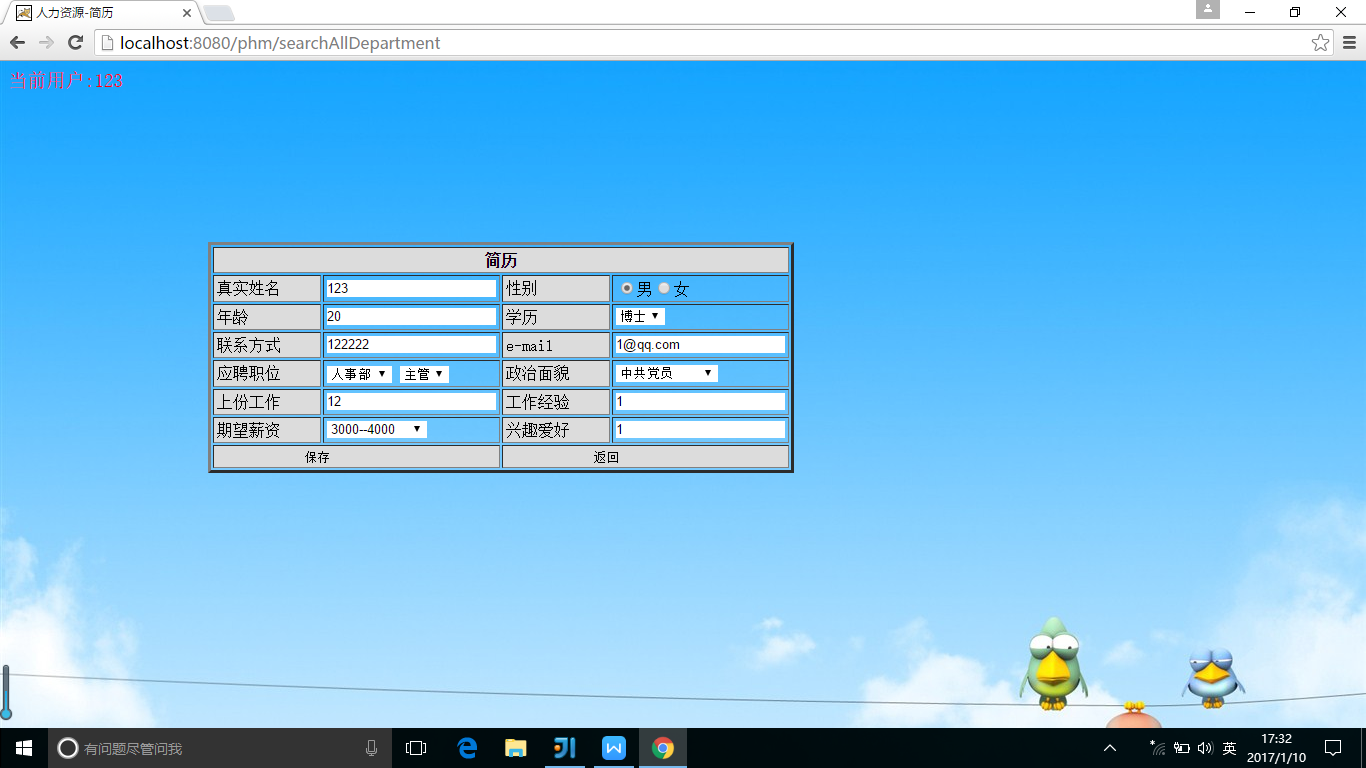 人力资源-简历
localhost:8080/phm/searchAllDepartment
当前用户:123
简历
真实姓名 123 性别 男 女
年龄 20 学历 博士
联系方式 122222 e-mail 1@qq.com
应聘职位 人事部 主管 政治面貌 中共党员
上份工作 12 工作经验 1
期望薪资 3000--4000 兴趣爱好 1
保存 返回
有问题尽管问我
英
17:32
2017/1/10